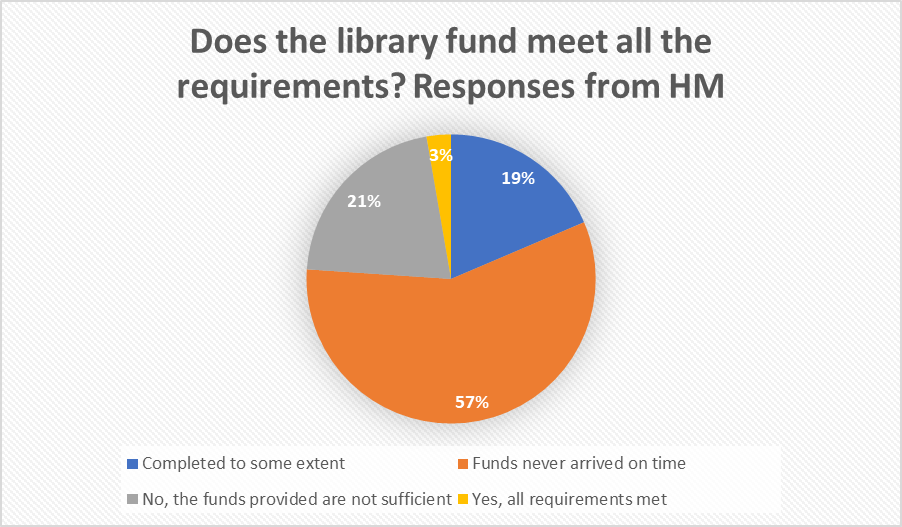 Does the library fund meet all the
requirements? Responses from HM
3%
19%
21%
57%
Completed to some extent
Funds never arrived on time
No, the funds provided are not sufficient
Yes, all requirements met